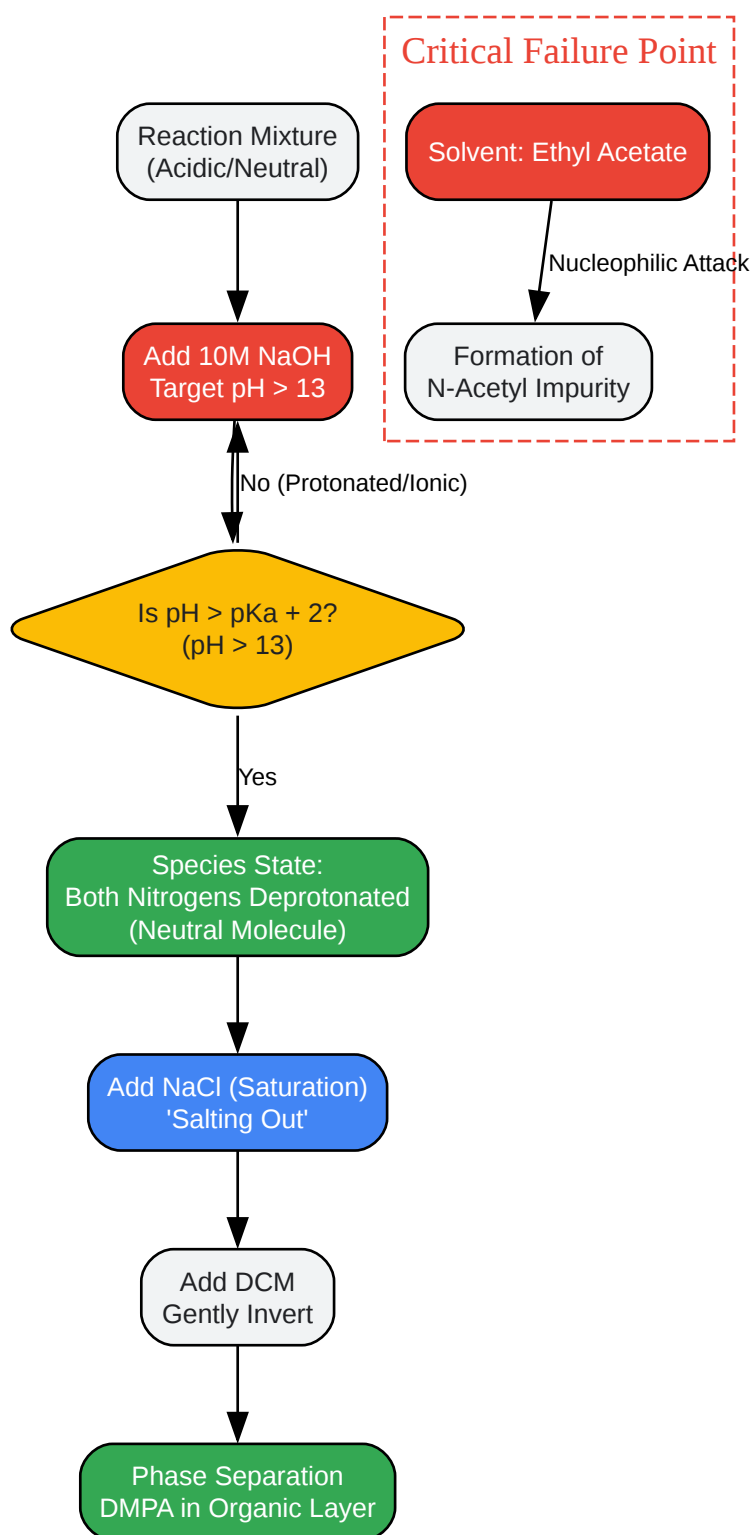 Critical Failure Point
Reaction Mixture
(Acidic/Neutral)
Solvent: Ethyl Acetate
Nucleophilic Attack
Add 10M NaOH
Target pH > 13
Formation of
N-Acetyl Impurity
No (Protonated/Ionic)
Is pH > pKa + 2?
(pH > 13)
Yes
Species State:
Both Nitrogens Deprotonated
(Neutral Molecule)
Add NaCl (Saturation)
'Salting Out'
Add DCM
Gently Invert
Phase Separation
DMPA in Organic Layer